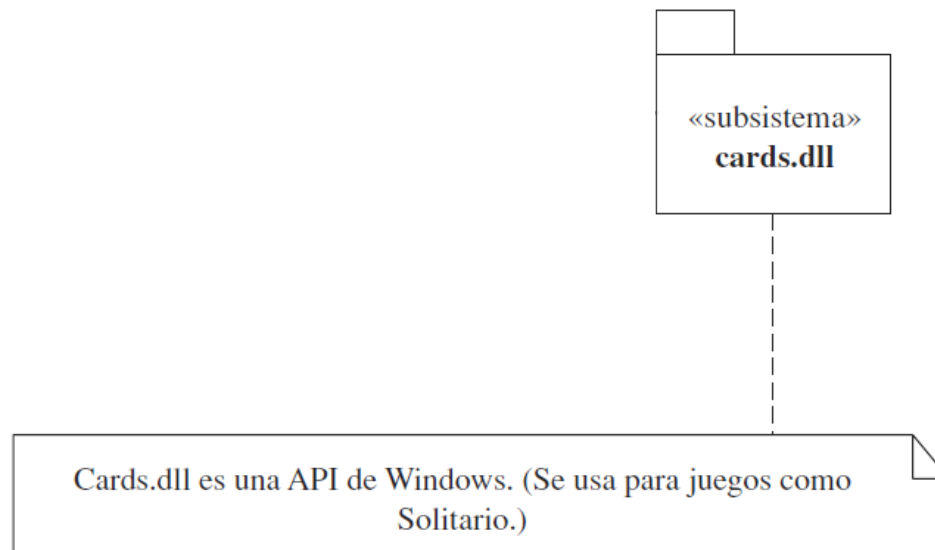 «subsistema»
cards.dll
Cards.dll es una API de Windows. (Se usa para juegos como
Solitario.)